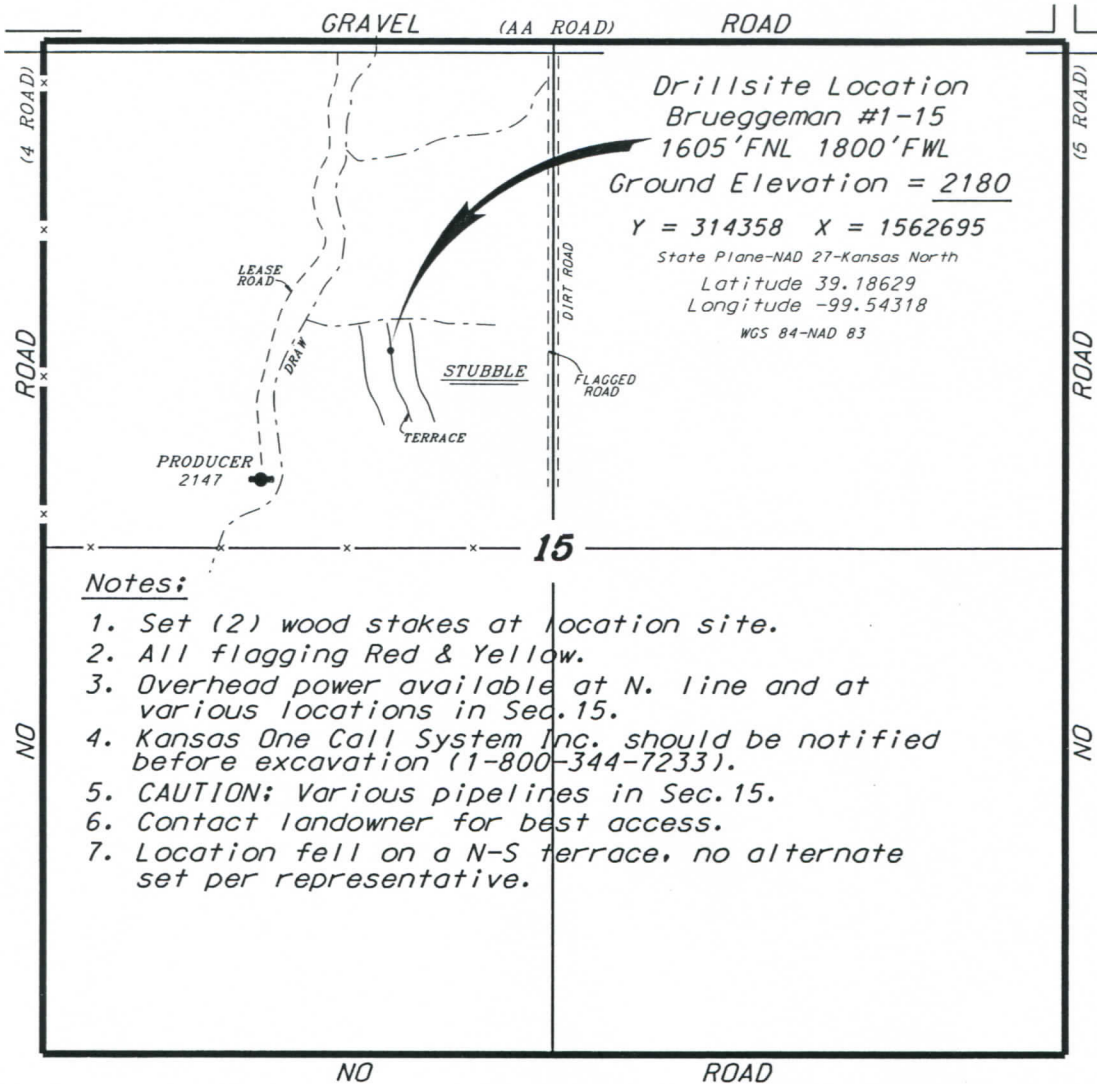 GRAVEL (AA ROAD) ROAD
(4 ROAD)
(5 ROAD)
Drillsite Location
Brueggeman #1-15
1605'FNL 1800'FWL
Ground Elevation = 2180
Y = 314358 X = 1562695
State Plane-NAD 27-Kansas North
Latitude 39.18629
Longitude -99.54318
WGS 84-NAD 83
LEASE
ROAD
DRAW
DIRT ROAD
STUBBLE
FLAGGED
ROAD
TERRACE
PRODUCER
2147
ROAD
ROAD
15
Notes:
1. Set (2) wood stakes at location site.
2. All flagging Red & Yellow.
3. Overhead power available at N. line and at
various locations in Sec.15.
4. Kansas One Call System Inc. should be notified
before excavation (1-800-344-7233).
5. CAUTION: Various pipelines in Sec.15.
6. Contact landowner for best access.
7. Location fell on a N-S terrace, no alternate
set per representative.
NO
NO
NO ROAD